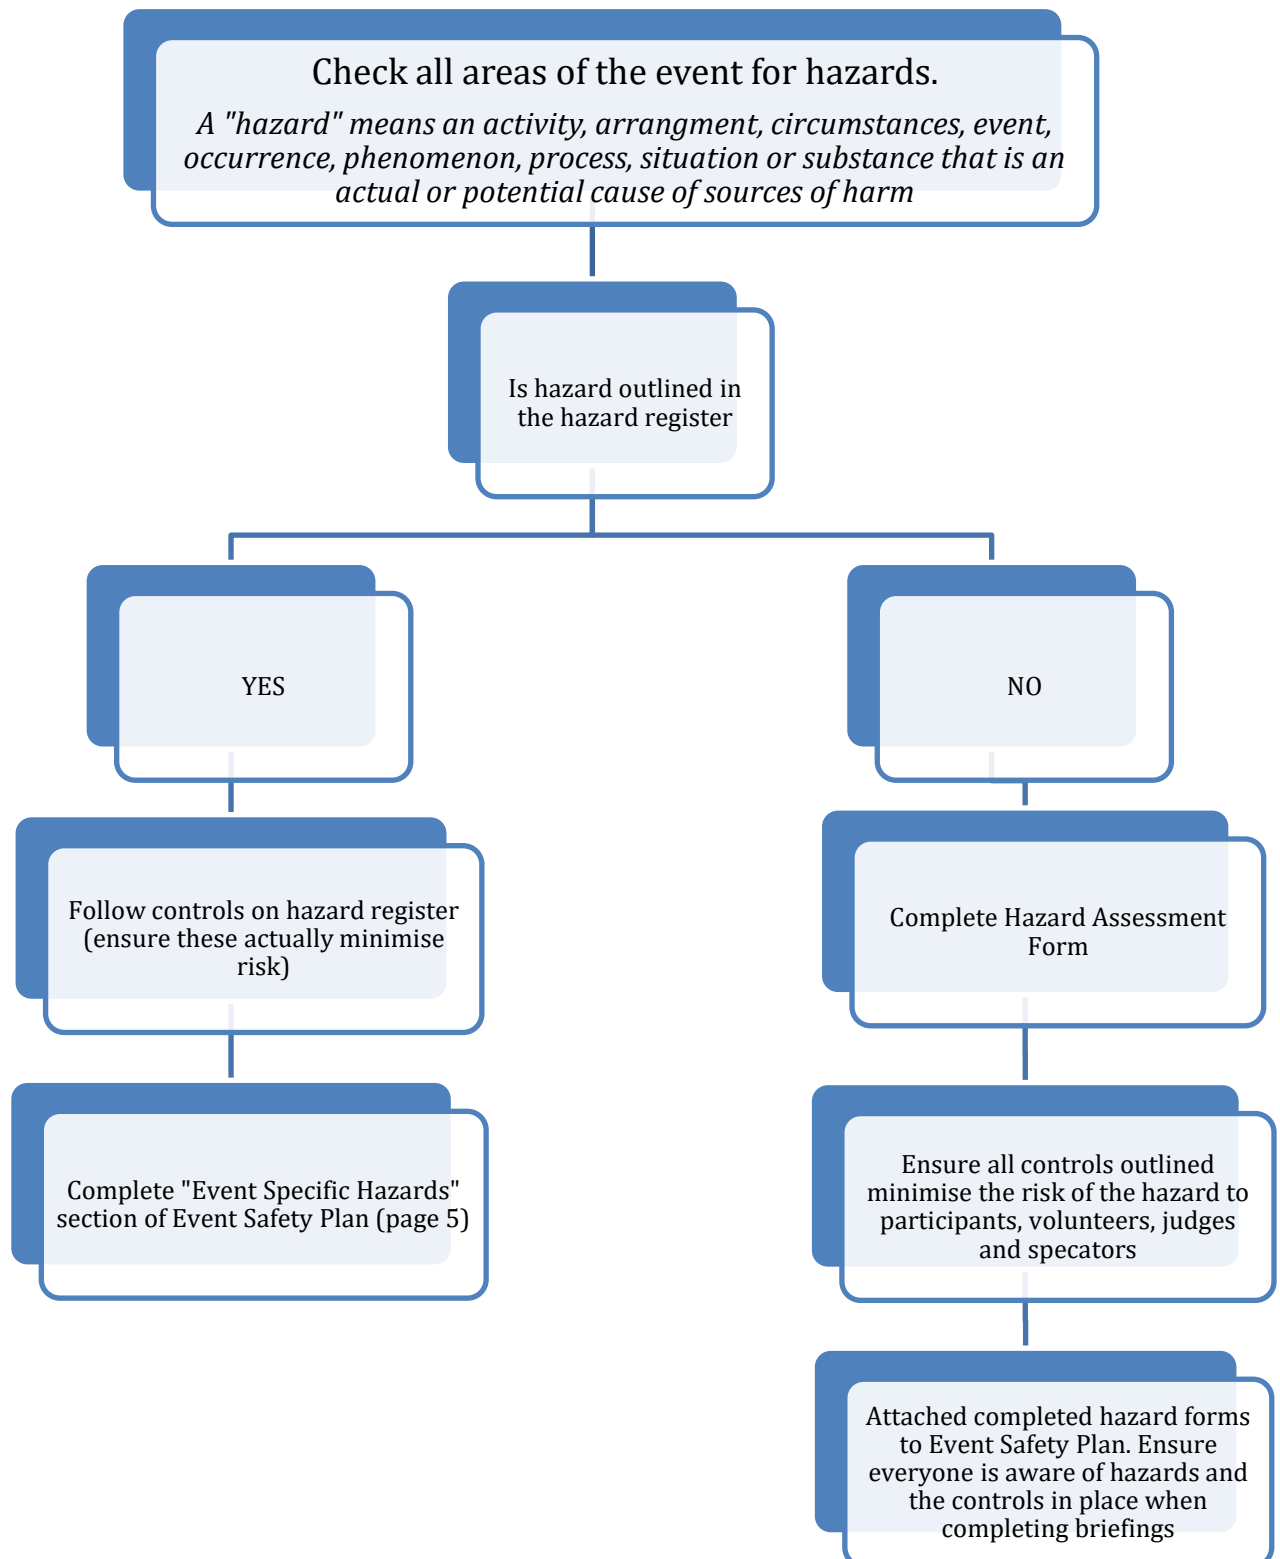 Check all areas of the event for hazards.
A "hazard" means an activity, arrangment, circumstances, event,
occurrence, phenomenon, process, situation or substance that is an
actual or potential cause of sources of harm
Is hazard outlined in
the hazard register
YES
NO
Follow controls on hazard register
(ensure these actually minimise
risk)
Complete Hazard Assessment
Form
Complete "Event Specific Hazards"
section of Event Safety Plan (page 5)
Ensure all controls outlined
minimise the risk of the hazard to
participants, volunteers, judges
and specators
Attached completed hazard forms
to Event Safety Plan. Ensure
everyone is aware of hazards and
the controls in place when
completing briefings